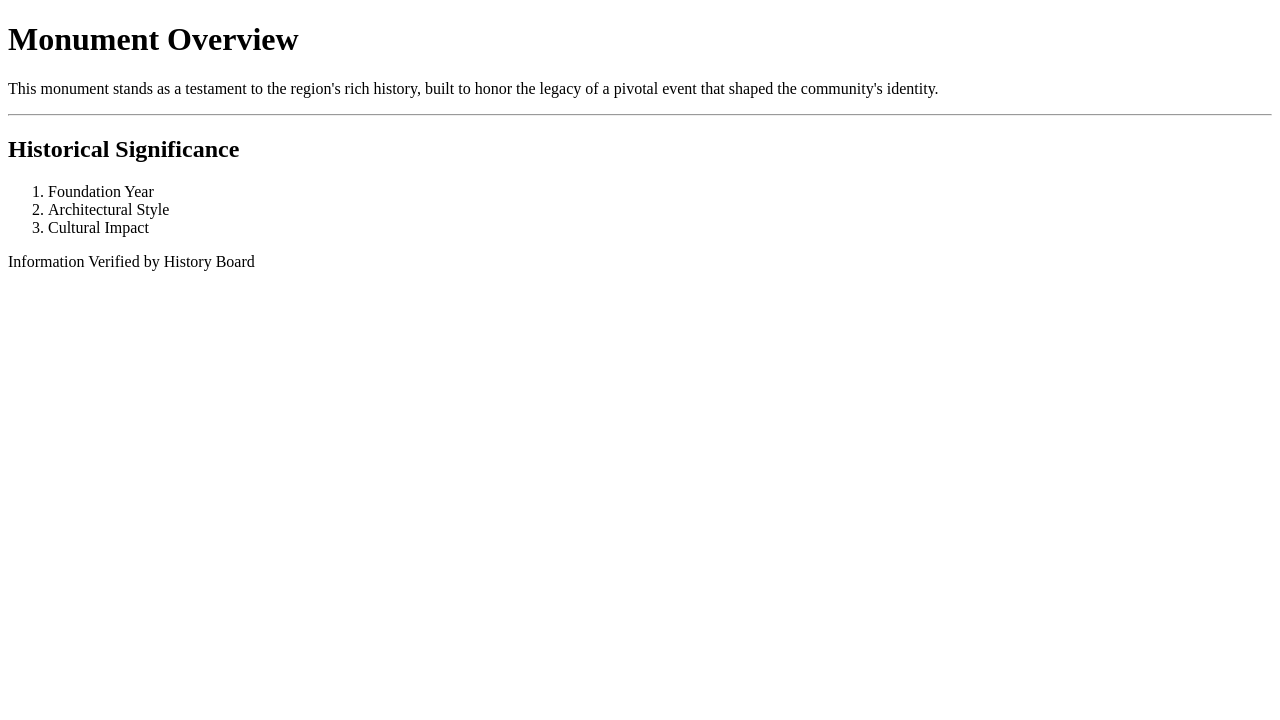 Monument Overview
This monument stands as a testament to the region's rich history, built to honor the legacy of a pivotal event that shaped the community's identity.
Historical Significance
1. Foundation Year
2. Architectural Style
3. Cultural Impact
Information Verified by History Board